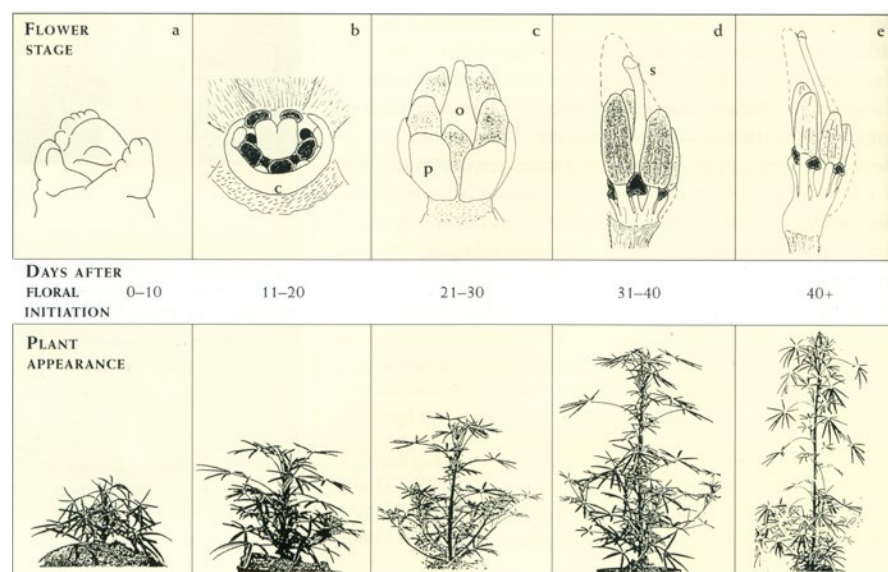 FLOWER
STAGE
a
b
c
d
e
c
o
p
s
DAYS AFTER
FLORAL
INITIATION
0–10
11–20
21–30
31–40
40+
PLANT
APPEARANCE